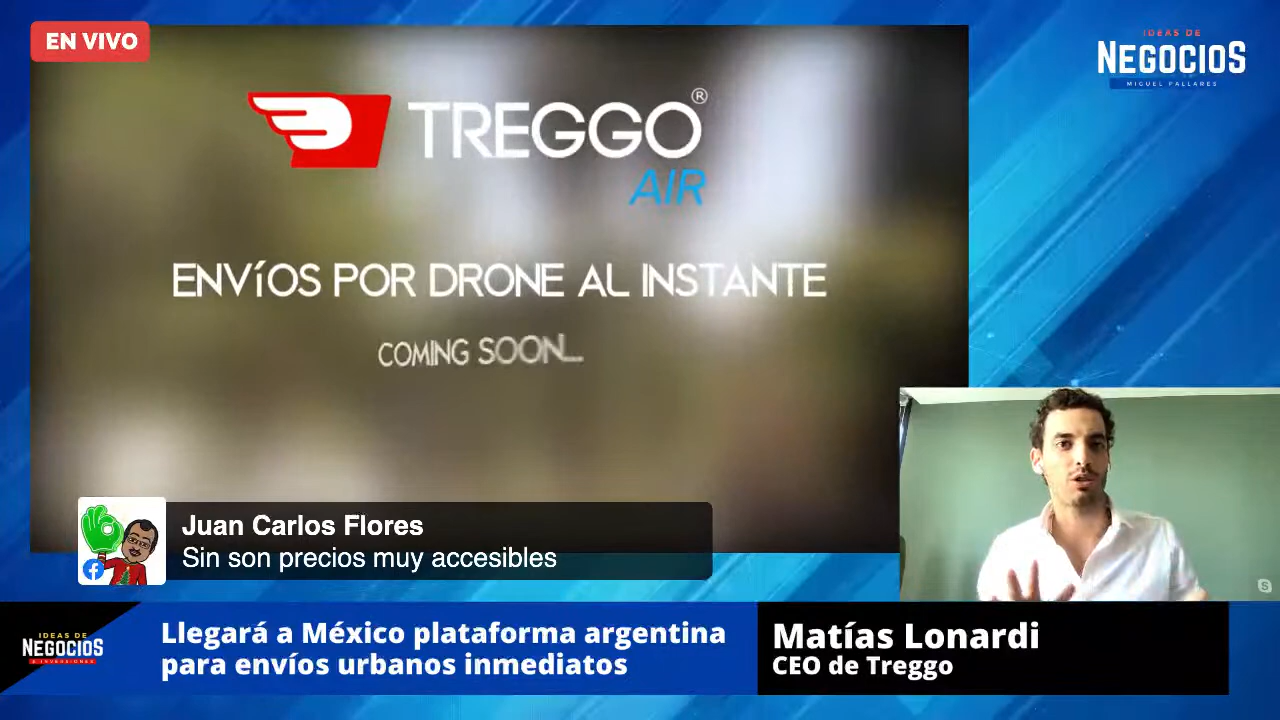 EN VIVO
IDEAS DE
NEGOCIOS
MIGUEL PALLARES
TREGGO®
AIR
ENVÍOS POR DRONE AL INSTANTE
COMING SOON...
Juan Carlos Flores
Sin son precios muy accesibles
IDEAS DE
NEGOCIOS
E INVERSIONES
Llegará a México plataforma argentina
para envíos urbanos inmediatos
Matías Lonardi
CEO de Treggo